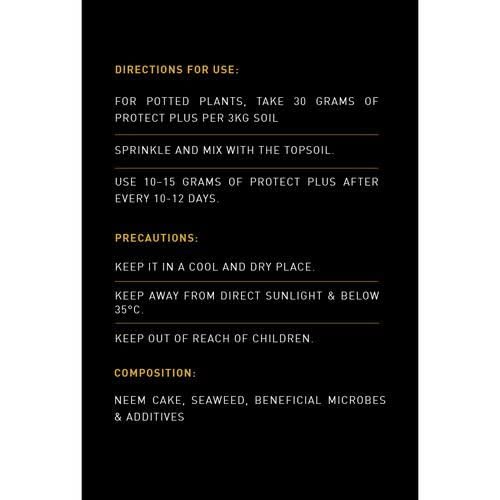 DIRECTIONS FOR USE:
FOR POTTED PLANTS, TAKE 30 GRAMS OF
PROTECT PLUS PER 3KG SOIL
SPRINKLE AND MIX WITH THE TOPSOIL.
USE 10-15 GRAMS OF PROTECT PLUS AFTER
EVERY 10-12 DAYS.
PRECAUTIONS:
KEEP IT IN A COOL AND DRY PLACE.
KEEP AWAY FROM DIRECT SUNLIGHT & BELOW
35°C.
KEEP OUT OF REACH OF CHILDREN.
COMPOSITION:
NEEM CAKE, SEAWEED, BENEFICIAL MICROBES
& ADDITIVES